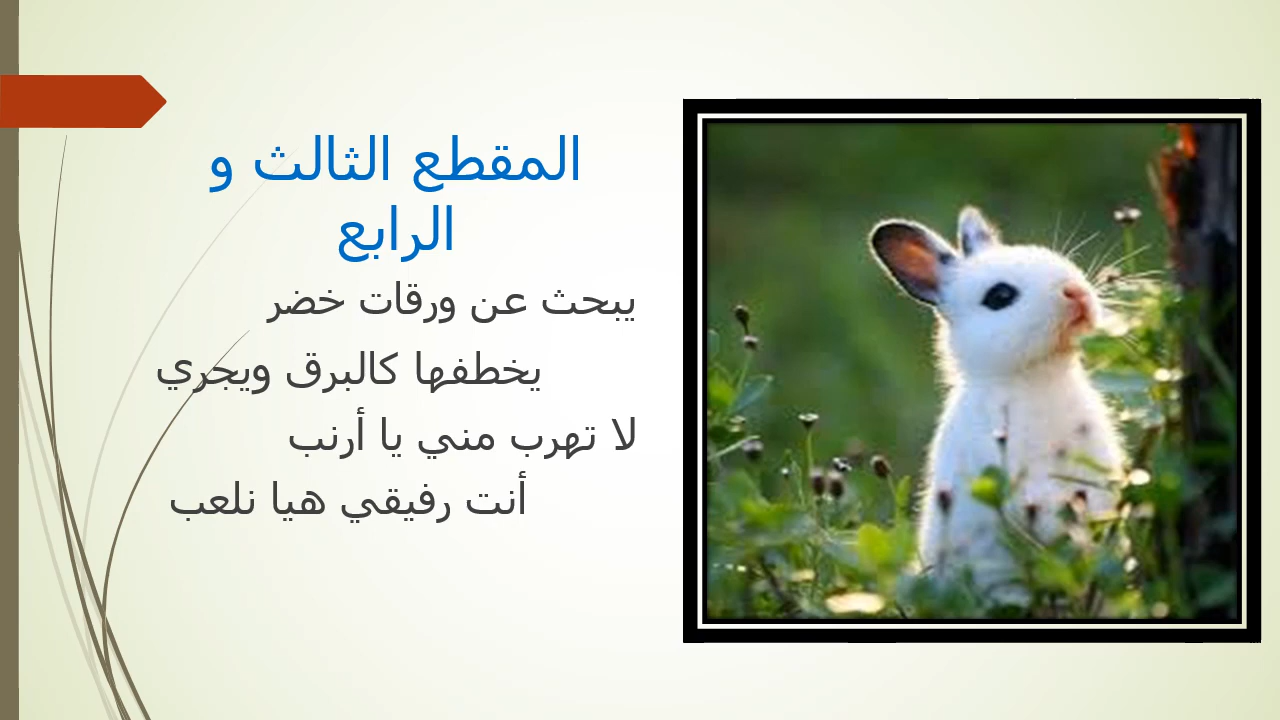 المقطع الثالث و
الرابع
يبحث عن ورقات خضر
يخطفها كالبرق ويجري
لا تهرب مني يا أرنب
أنت رفيقي هيا نلعب